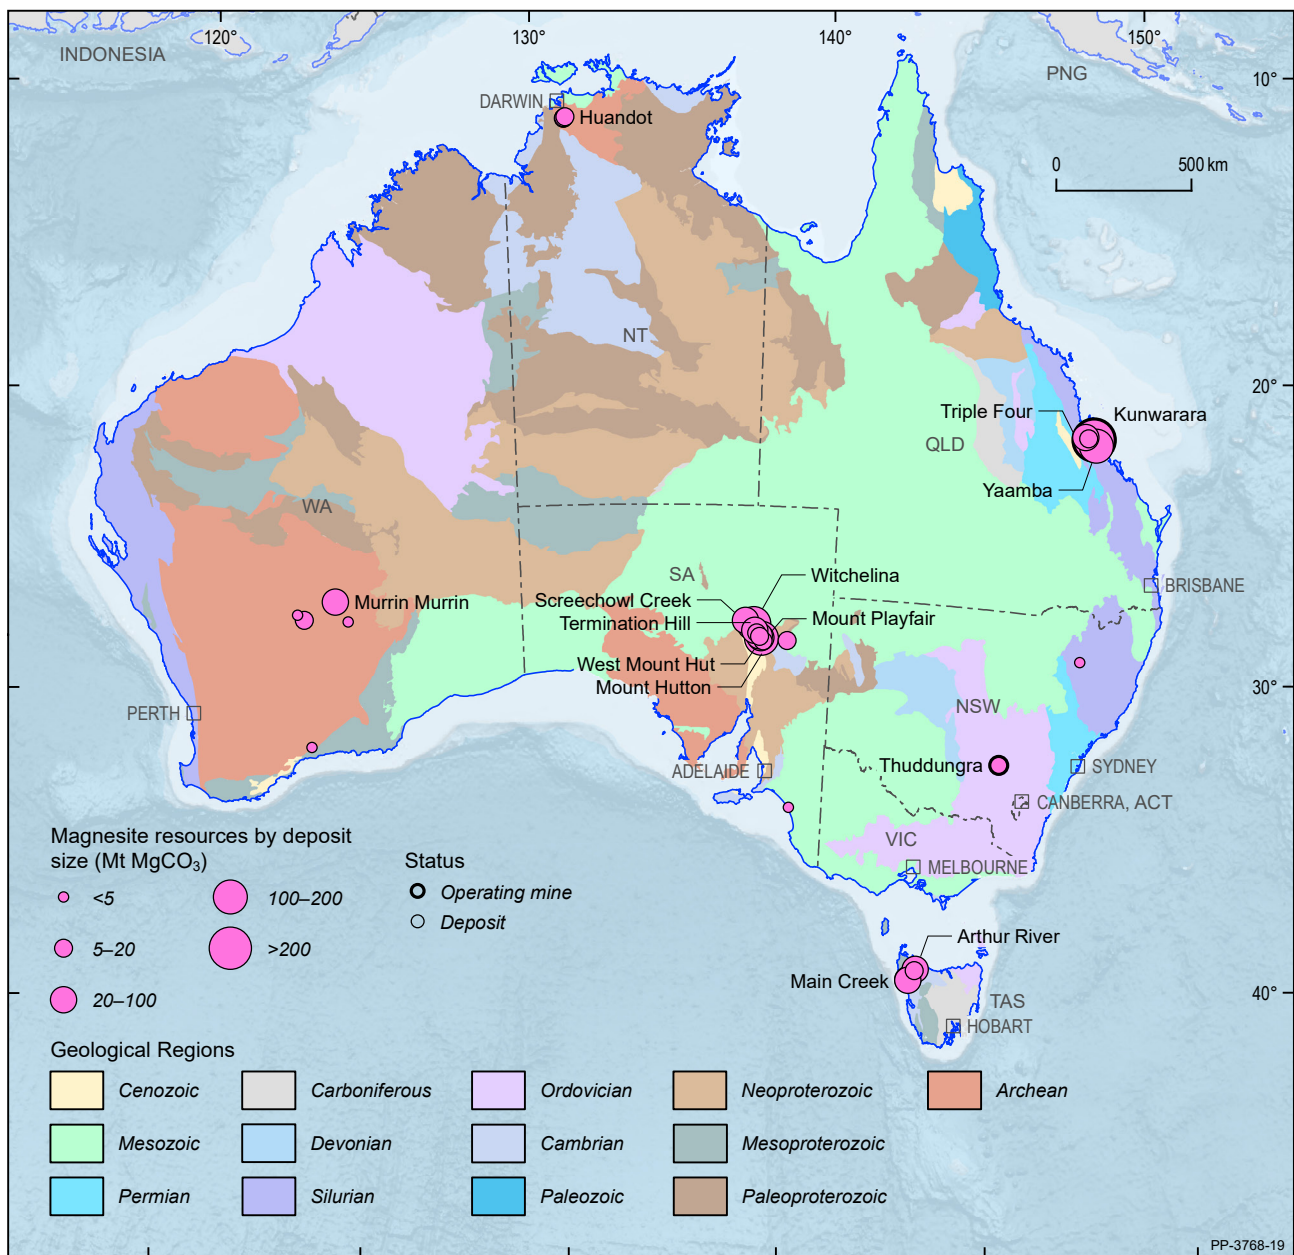 120°
130°
140°
150°
INDONESIA
PNG
10°
DARWIN
Huandot
0
500 km
NT
20°
Triple Four
Kunwarara
QLD
Yaamba
WA
SA
Witchelina
BRISBANE
Screechowl Creek
Murrin Murrin
Termination Hill
Mount Playfair
West Mount Hut
Mount Hutton
30°
NSW
PERTH
Thuddungra
SYDNEY
ADELAIDE
CANBERRA, ACT
VIC
MELBOURNE
Magnesite resources by deposit
size (Mt MgCO₃)
<5
100–200
5–20
>200
20–100
Status
Operating mine
Deposit
Arthur River
Main Creek
40°
TAS
HOBART
Geological Regions
Cenozoic
Carboniferous
Ordovician
Neoproterozoic
Archean
Mesozoic
Devonian
Cambrian
Mesoproterozoic
Permian
Silurian
Paleozoic
Paleoproterozoic
PP-3768-19